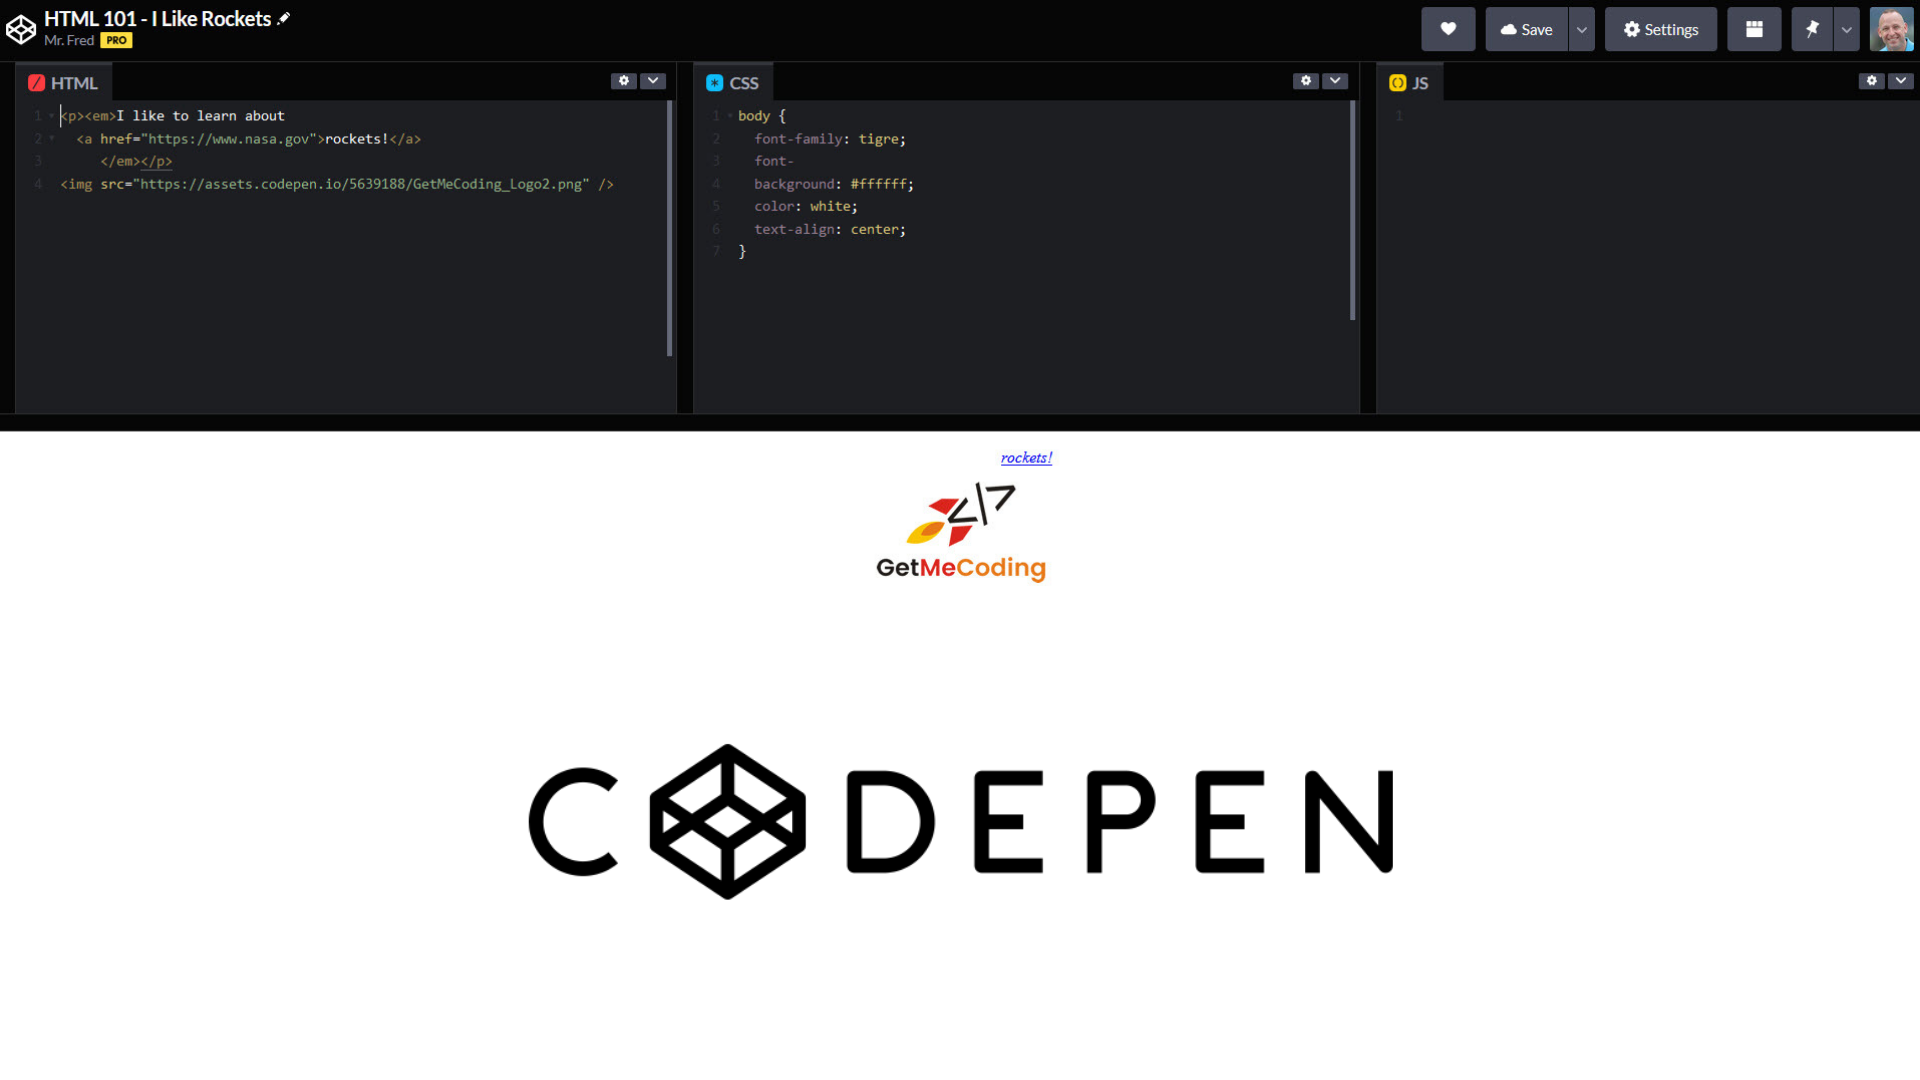 HTML 101 - I Like Rockets
Mr. Fred PRO
Save
Settings
HTML
1 <p><em>I like to learn about
2 <a href="https://www.nasa.gov">rockets!</a>
3 </em></p>
4 <img src="https://assets.codepen.io/5639188/GetMeCoding_Logo2.png" />
CSS
1 body {
2 font-family: tigre;
3 font-
4 background: #ffffff;
5 color: white;
6 text-align: center;
7 }
JS
1
rockets!
</>
GetMeCoding
CODEPEN